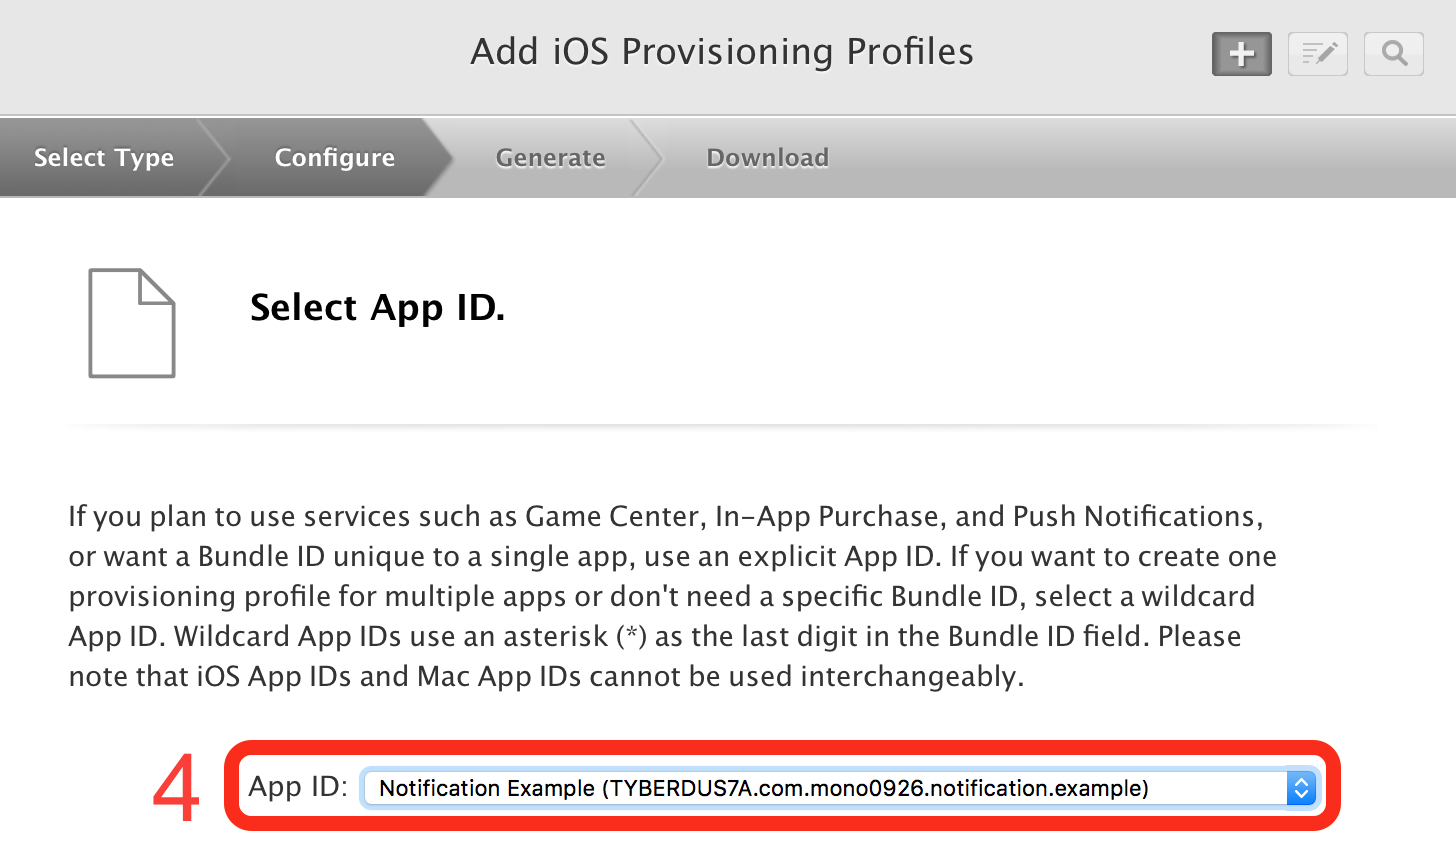 Add iOS Provisioning Profiles
Select Type
Configure
Generate
Download
Select App ID.
If you plan to use services such as Game Center, In-App Purchase, and Push Notifications,
or want a Bundle ID unique to a single app, use an explicit App ID. If you want to create one
provisioning profile for multiple apps or don't need a specific Bundle ID, select a wildcard
App ID. Wildcard App IDs use an asterisk (*) as the last digit in the Bundle ID field. Please
note that iOS App IDs and Mac App IDs cannot be used interchangeably.
4 App ID: Notification Example (TYBERDUS7A.com.mono0926.notification.example)